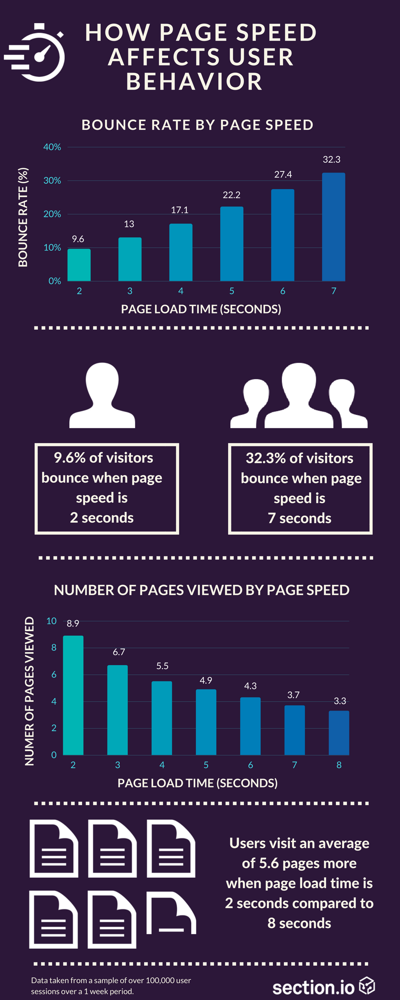 HOW PAGE SPEED
AFFECTS USER
BEHAVIOR
BOUNCE RATE BY PAGE SPEED
BOUNCE RATE (%)
40%
30%
20%
10%
0%
9.6
13
17.1
22.2
27.4
32.3
2 3 4 5 6 7
PAGE LOAD TIME (SECONDS)
9.6% of visitors
bounce when page
speed is
2 seconds
32.3% of visitors
bounce when page
speed is
7 seconds
NUMBER OF PAGES VIEWED BY PAGE SPEED
NUMER OF PAGES VIEWED
10
8
6
4
2
0
8.9
6.7
5.5
4.9
4.3
3.7
3.3
2 3 4 5 6 7 8
PAGE LOAD TIME (SECONDS)
Users visit an average
of 5.6 pages more
when page load time is
2 seconds compared to
8 seconds
Data taken from a sample of over 100,000 user
sessions over a 1 week period.
section.io